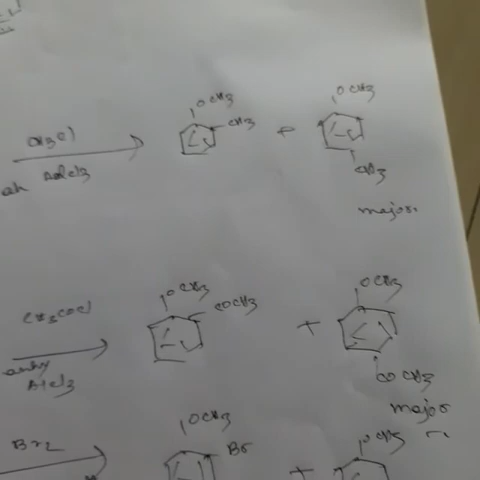 OCH3 OCH3
CH3Cl CH3 +
anh AlCl3 CH3
major.
OCH3 OCH3
CH3COCl COCH3 +
anhy AlCl3 COCH3
major
OCH3 OCH3
Br2 Br +